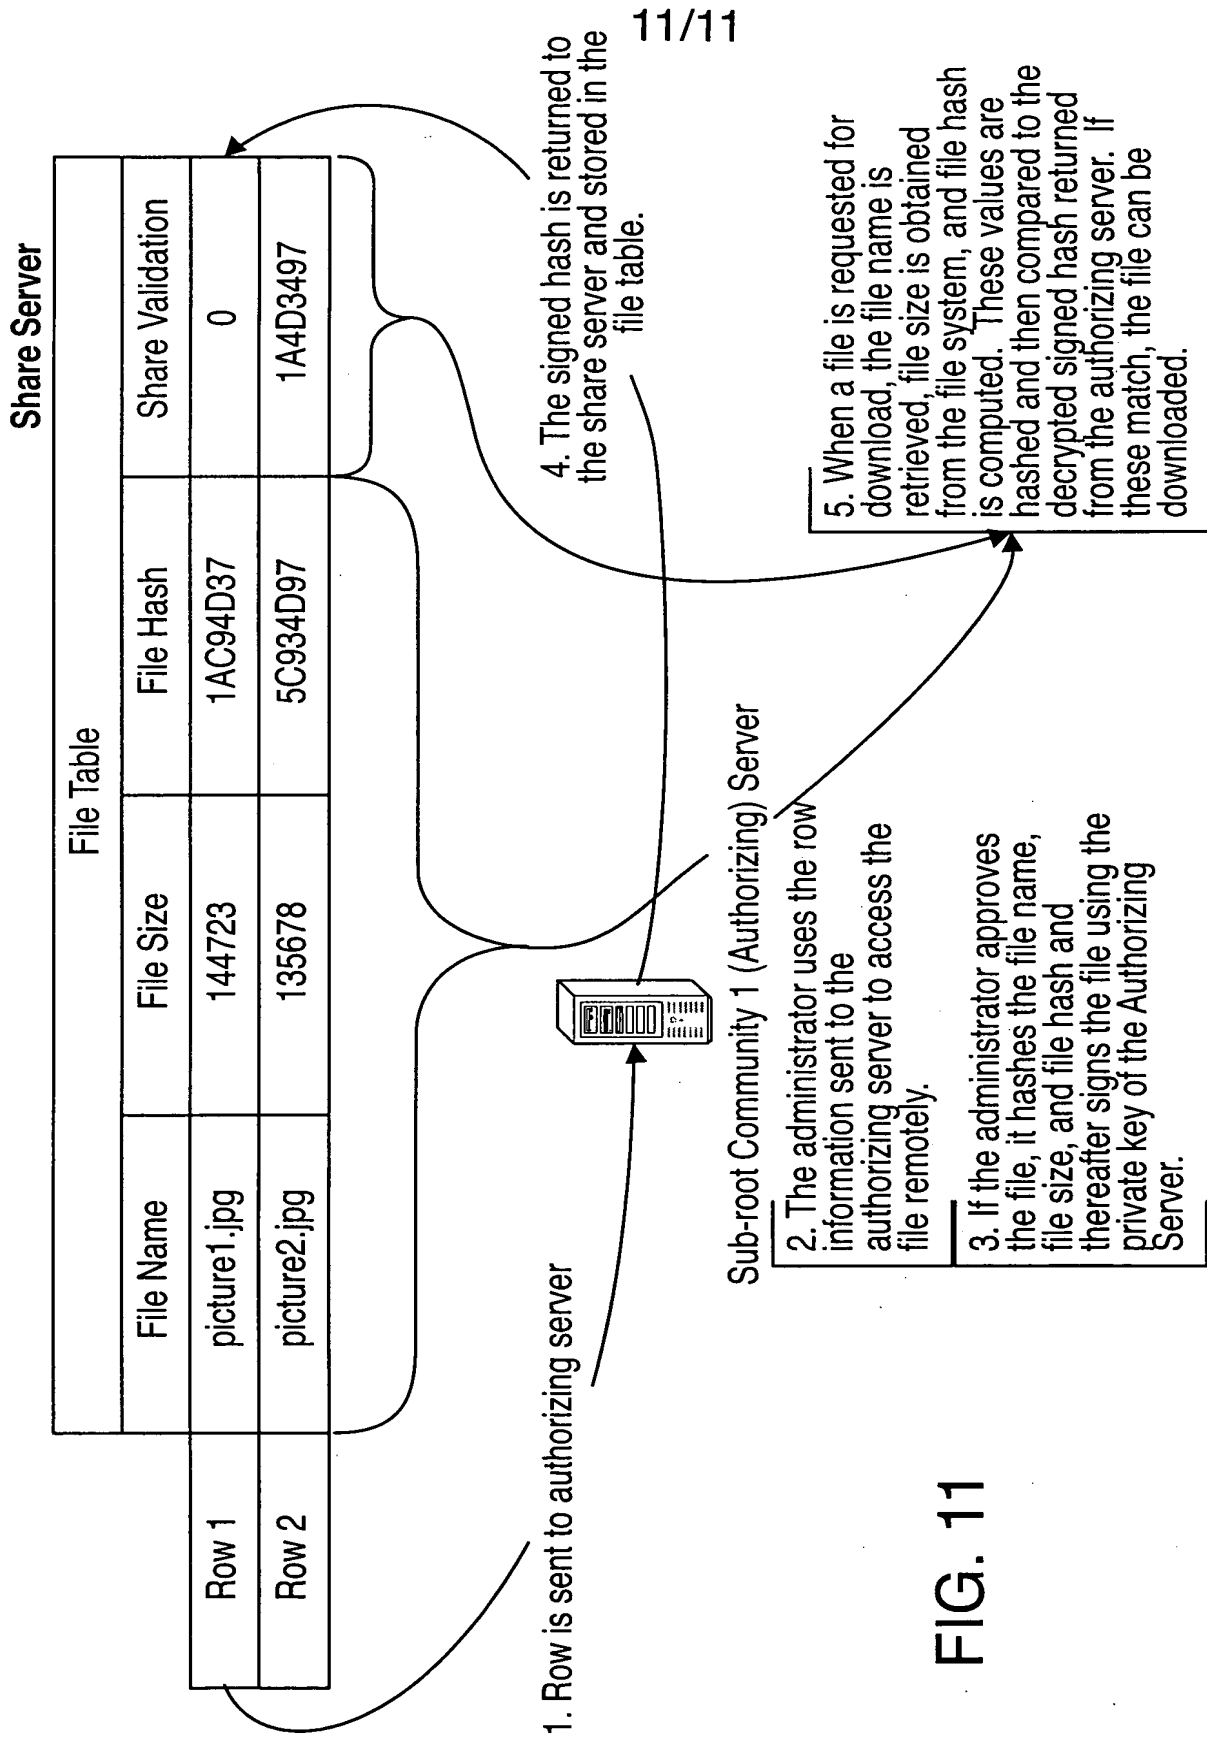 11/11
Share Server
File Table
File Name File Size File Hash Share Validation
Row 1 picture1.jpg 144723 1AC94D37 0
Row 2 picture2.jpg 135678 5C934D97 1A4D3497
1. Row is sent to authorizing server
4. The signed hash is returned to
the share server and stored in the
file table.
Sub-root Community 1 (Authorizing) Server
2. The administrator uses the row
information sent to the
authorizing server to access the
file remotely.
3. If the administrator approves
the file, it hashes the file name,
file size, and file hash and
thereafter signs the file using the
private key of the Authorizing
Server.
5. When a file is requested for
download, the file name is
retrieved, file size is obtained
from the file system, and file hash
is computed. These values are
hashed and then compared to the
decrypted signed hash returned
from the authorizing server. If
these match, the file can be
downloaded.
FIG. 11